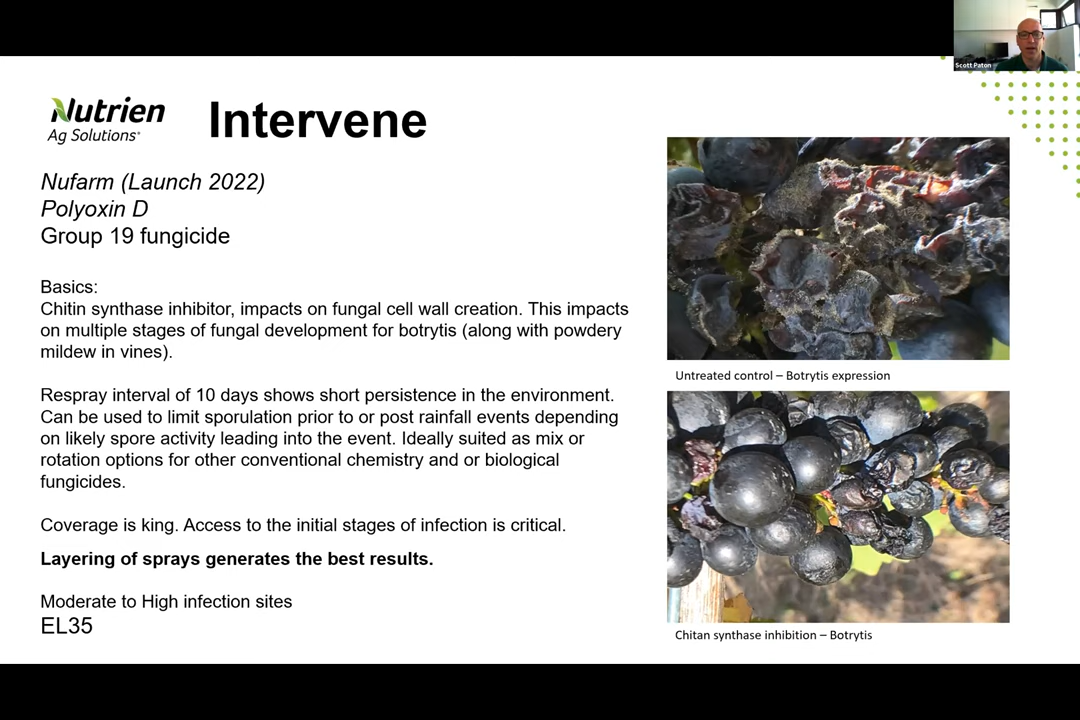 Scott Paton
Nutrien
Ag Solutions®
Intervene
Nufarm (Launch 2022)
Polyoxin D
Group 19 fungicide
Basics:
Chitin synthase inhibitor, impacts on fungal cell wall creation. This impacts
on multiple stages of fungal development for botrytis (along with powdery
mildew in vines).
Respray interval of 10 days shows short persistence in the environment.
Can be used to limit sporulation prior to or post rainfall events depending
on likely spore activity leading into the event. Ideally suited as mix or
rotation options for other conventional chemistry and or biological
fungicides.
Coverage is king. Access to the initial stages of infection is critical.
Layering of sprays generates the best results.
Moderate to High infection sites
EL35
Untreated control – Botrytis expression
Chitan synthase inhibition – Botrytis